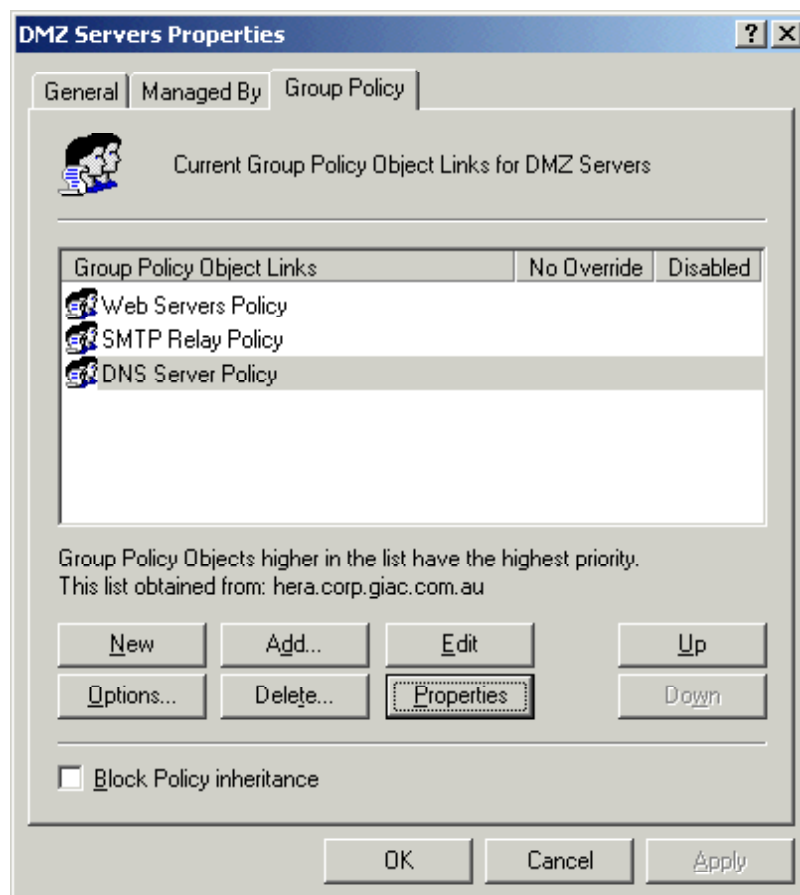 DMZ Servers Properties
General Managed By Group Policy
Current Group Policy Object Links for DMZ Servers
Group Policy Object Links No Override Disabled
Web Servers Policy
SMTP Relay Policy
DNS Server Policy
Group Policy Objects higher in the list have the highest priority.
This list obtained from: hera.corp.giac.com.au
New Add... Edit Up
Options... Delete... Properties Down
Block Policy inheritance
OK Cancel Apply